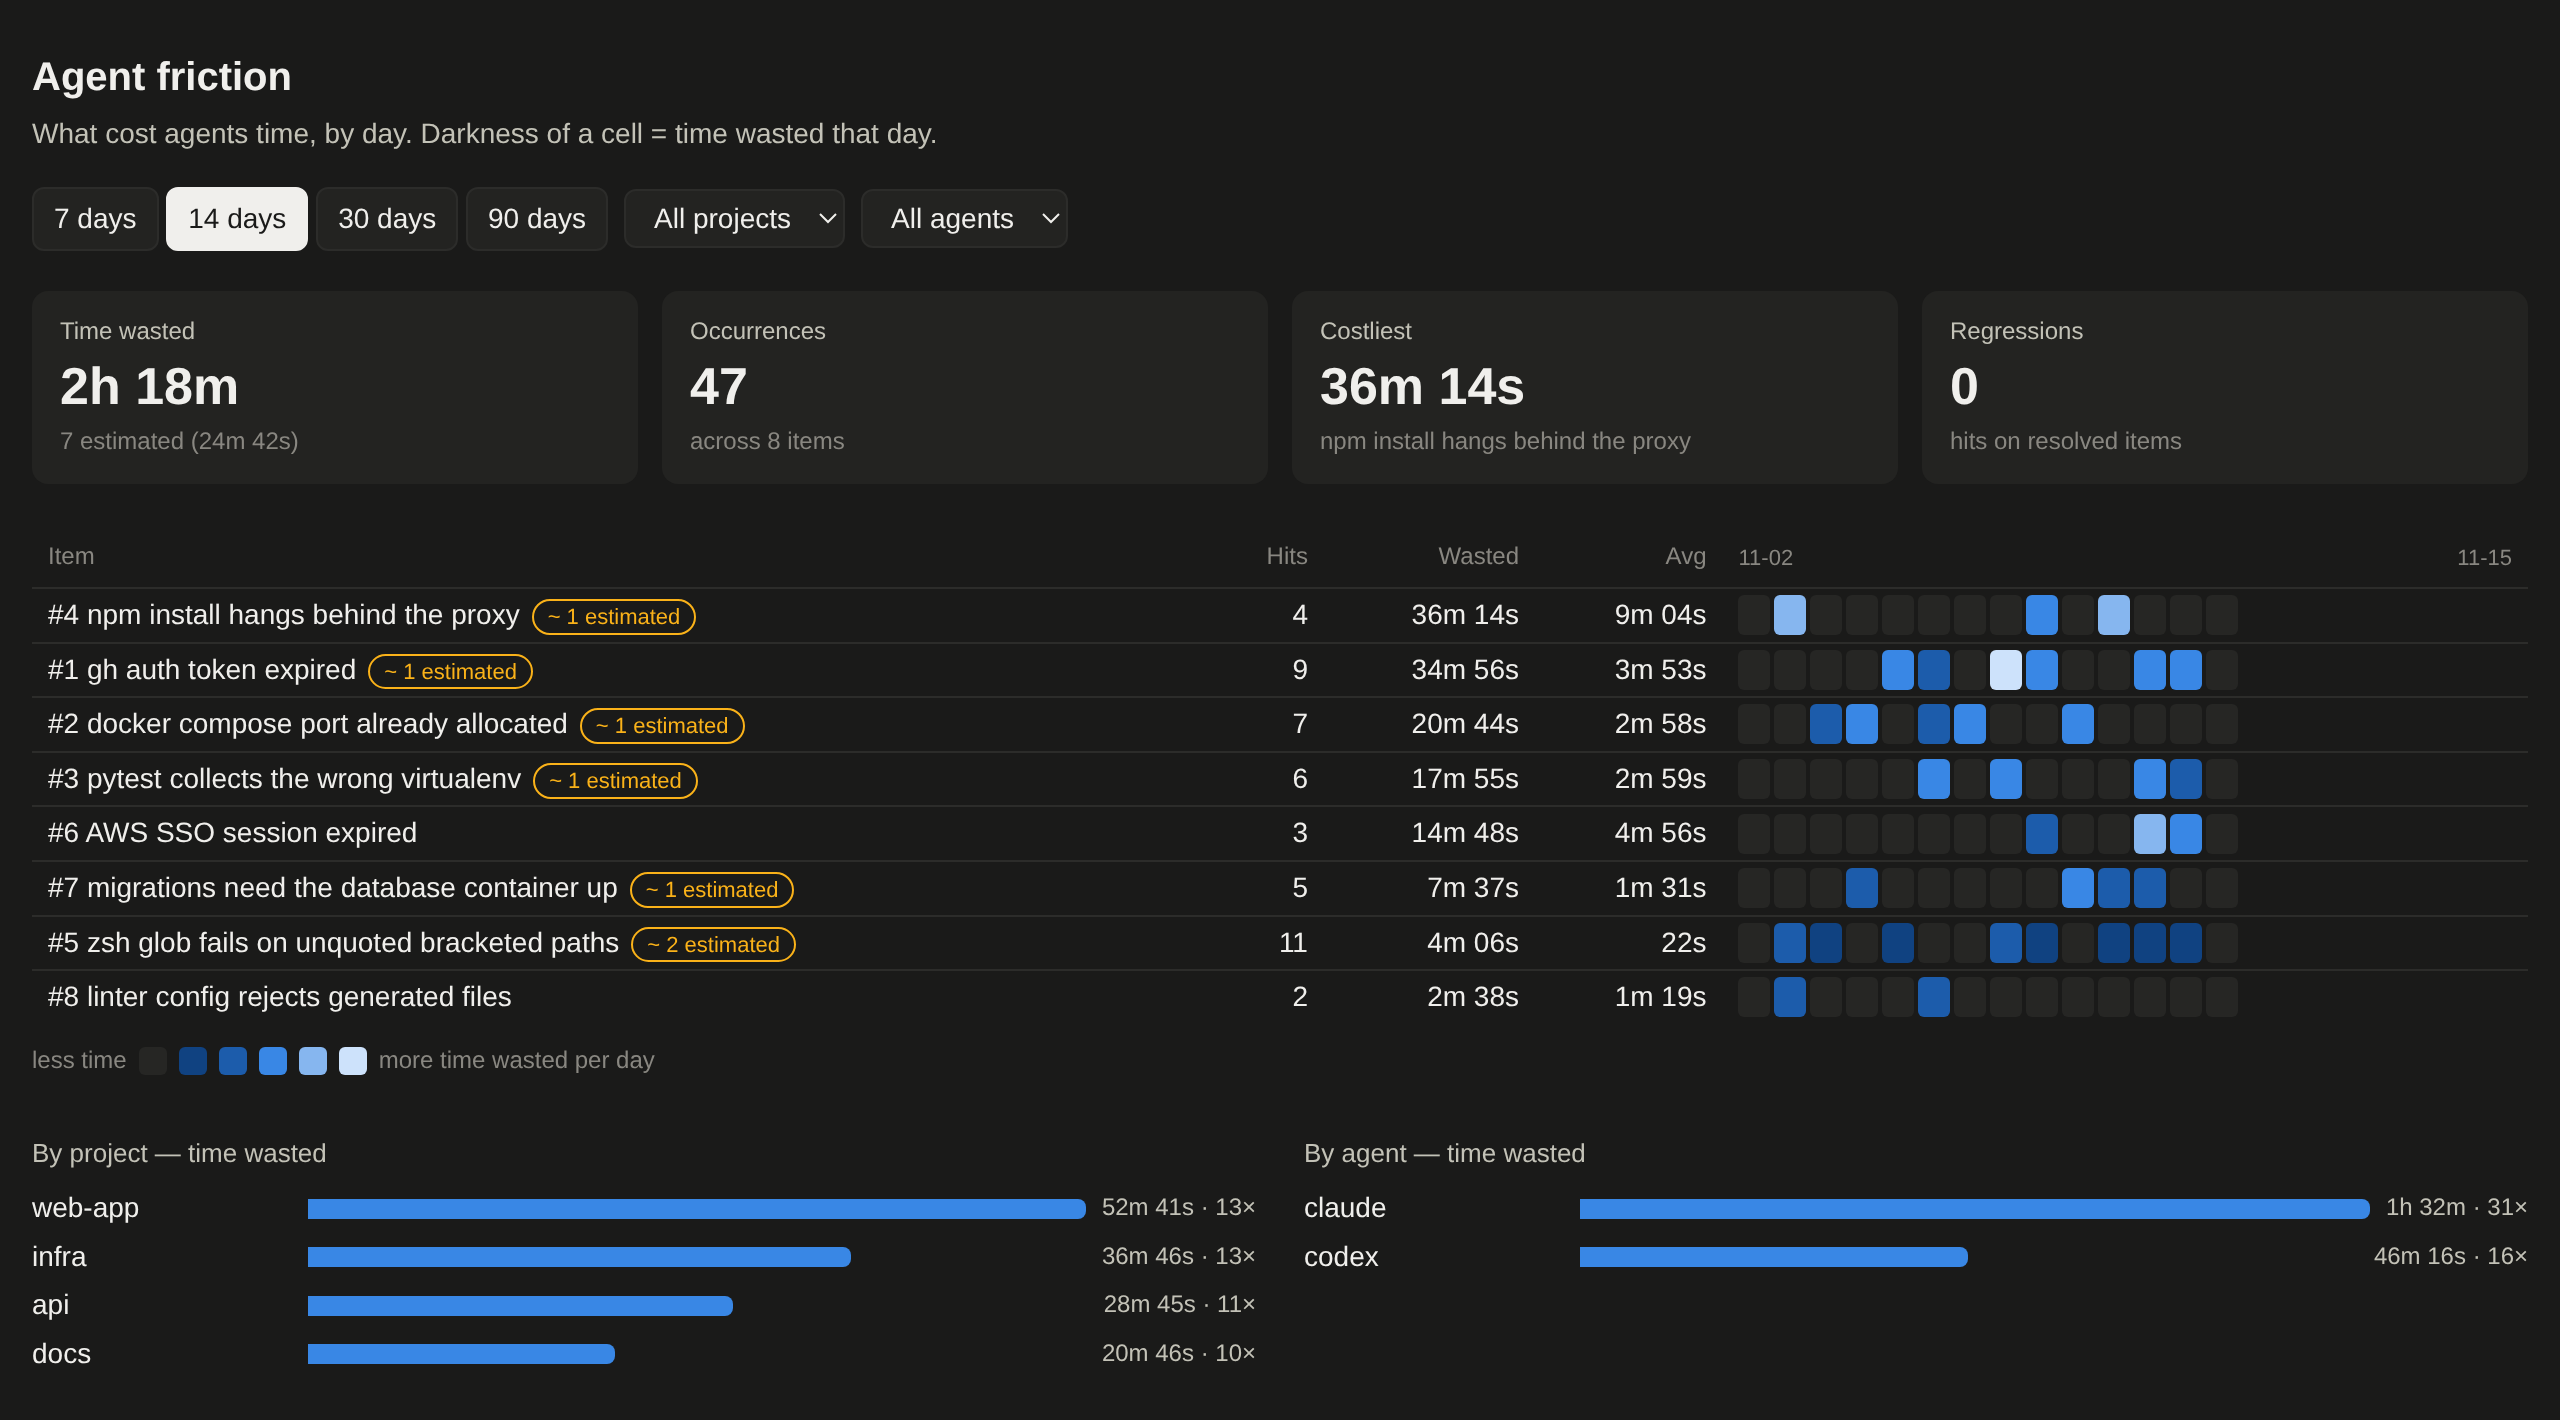 Agent friction
What cost agents time, by day. Darkness of a cell = time wasted that day.
7 days 14 days 30 days 90 days All projects All agents
Time wasted Occurrences Costliest Regressions
2h 18m 47 36m 14s 0
7 estimated (24m 42s) across 8 items npm install hangs behind the proxy hits on resolved items
Item Hits Wasted Avg 11-02 11-15
#4 npm install hangs behind the proxy ~ 1 estimated 4 36m 14s 9m 04s
#1 gh auth token expired ~ 1 estimated 9 34m 56s 3m 53s
#2 docker compose port already allocated ~ 1 estimated 7 20m 44s 2m 58s
#3 pytest collects the wrong virtualenv ~ 1 estimated 6 17m 55s 2m 59s
#6 AWS SSO session expired 3 14m 48s 4m 56s
#7 migrations need the database container up ~ 1 estimated 5 7m 37s 1m 31s
#5 zsh glob fails on unquoted bracketed paths ~ 2 estimated 11 4m 06s 22s
#8 linter config rejects generated files 2 2m 38s 1m 19s
less time more time wasted per day
By project — time wasted
web-app 52m 41s · 13×
infra 36m 46s · 13×
api 28m 45s · 11×
docs 20m 46s · 10×
By agent — time wasted
claude 1h 32m · 31×
codex 46m 16s · 16×